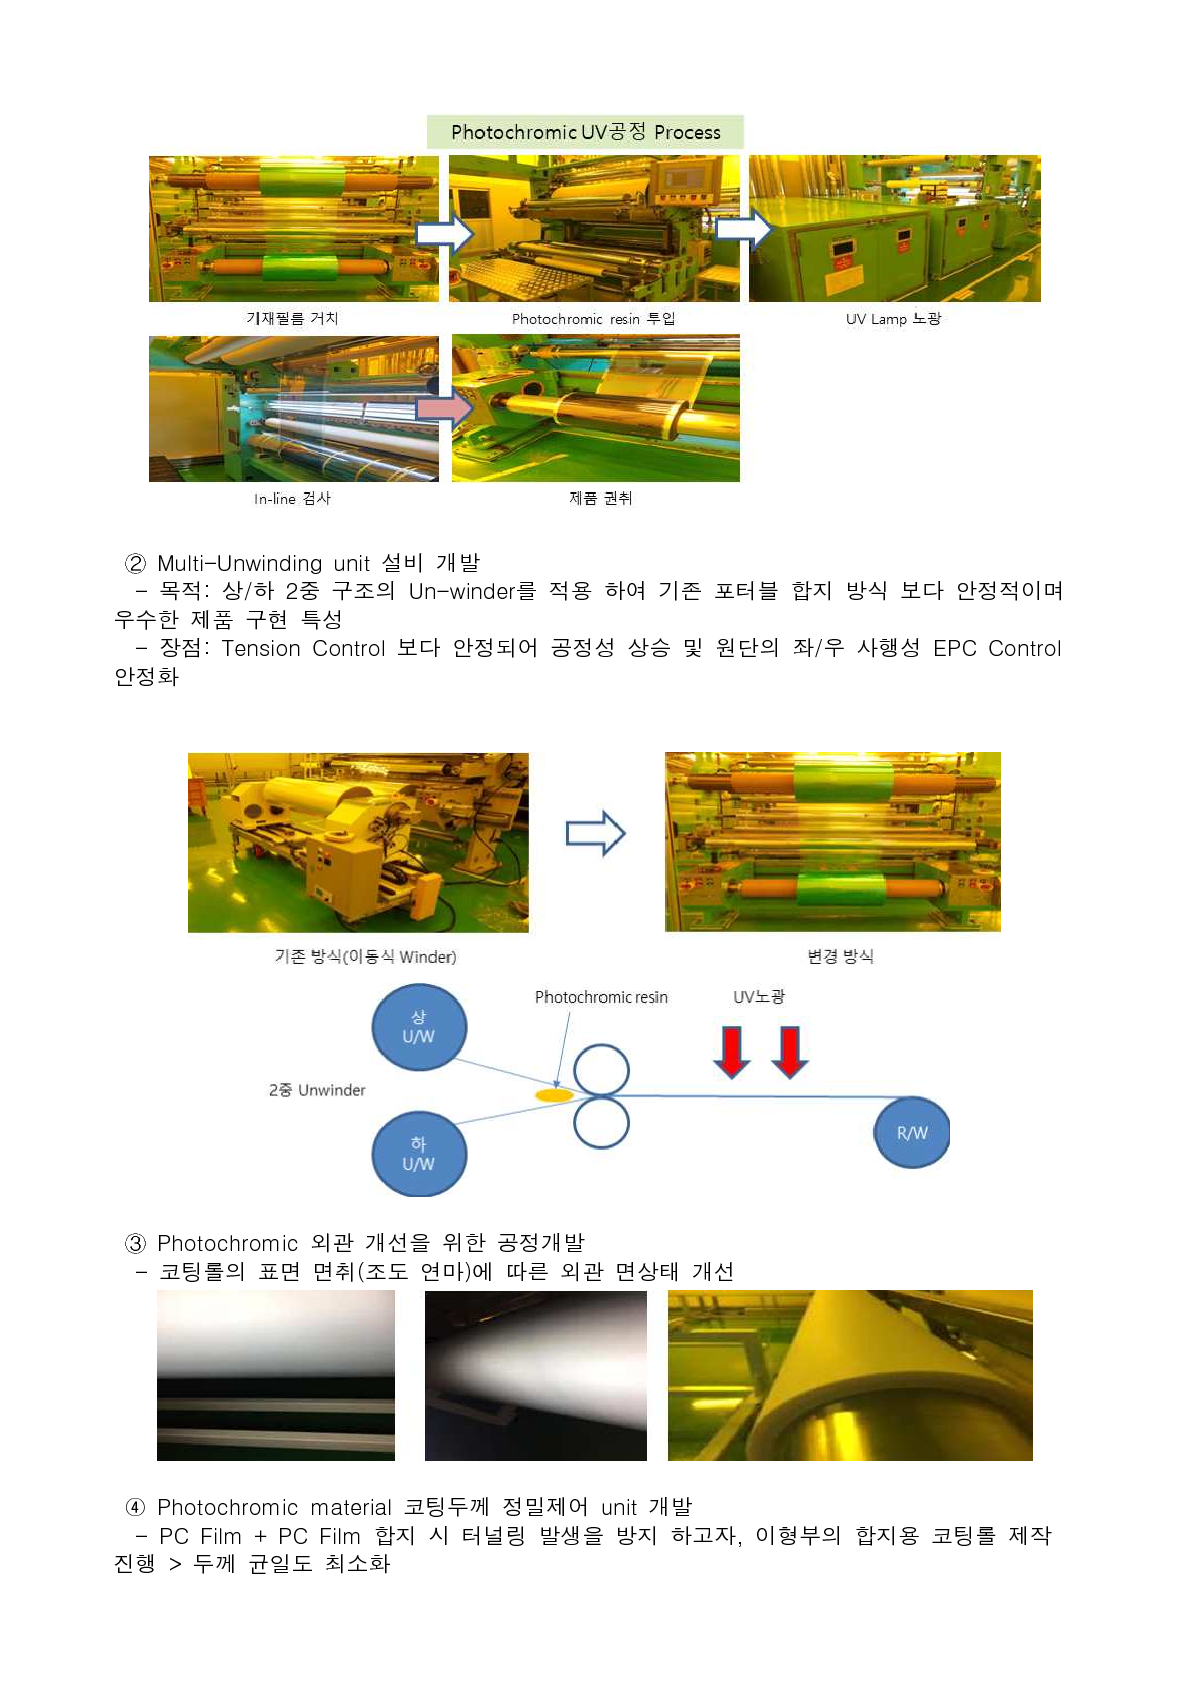 Photochromic UV공정 Process
기재필름 거치
Photochromic resin 투입
UV Lamp 노광
In-line 검사
제품 권취
② Multi-Unwinding unit 설비 개발
- 목적: 상/하 2중 구조의 Un-winder를 적용 하여 기존 포터블 합지 방식 보다 안정적이며
우수한 제품 구현 특성
- 장점: Tension Control 보다 안정되어 공정성 상승 및 원단의 좌/우 사행성 EPC Control
안정화
기존 방식(이동식 Winder)
변경 방식
상
U/W
Photochromic resin
UV노광
2중 Unwinder
하
U/W
R/W
③ Photochromic 외관 개선을 위한 공정개발
- 코팅롤의 표면 면취(조도 연마)에 따른 외관 면상태 개선
④ Photochromic material 코팅두께 정밀제어 unit 개발
- PC Film + PC Film 합지 시 터널링 발생을 방지 하고자, 이형부의 합지용 코팅롤 제작
진행 > 두께 균일도 최소화